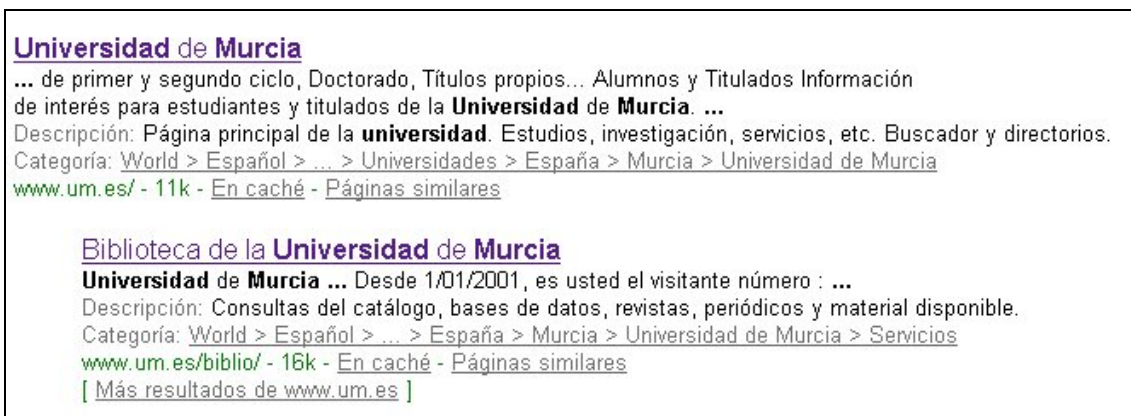 Universidad de Murcia
... de primer y segundo ciclo, Doctorado, Títulos propios... Alumnos y Titulados Información
de interés para estudiantes y titulados de la Universidad de Murcia. ...
Descripción: Página principal de la universidad. Estudios, investigación, servicios, etc. Buscador y directorios.
Categoría: World > Español > ... > Universidades > España > Murcia > Universidad de Murcia
www.um.es/ - 11k - En caché - Páginas similares
Biblioteca de la Universidad de Murcia
Universidad de Murcia ... Desde 1/01/2001, es usted el visitante número : ...
Descripción: Consultas del catálogo, bases de datos, revistas, periódicos y material disponible.
Categoría: World > Español > ... > España > Murcia > Universidad de Murcia > Servicios
www.um.es/biblio/ - 16k - En caché - Páginas similares
[ Más resultados de www.um.es ]